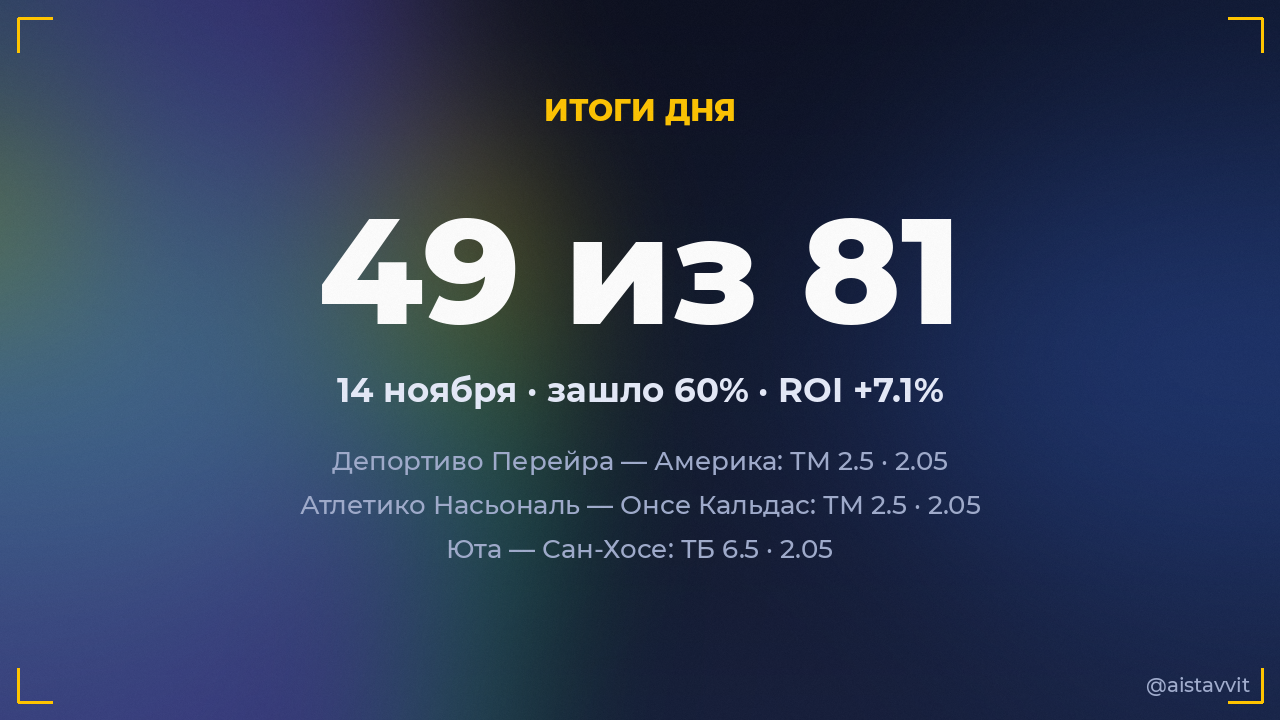 ИТОГИ ДНЯ
49 из 81
14 ноября · зашло 60% · ROI +7.1%
Депортиво Перейра — Америка: ТМ 2.5 · 2.05
Атлетико Насьональ — Онсе Кальдас: ТМ 2.5 · 2.05
Юта — Сан-Хосе: ТБ 6.5 · 2.05
@aistavvit